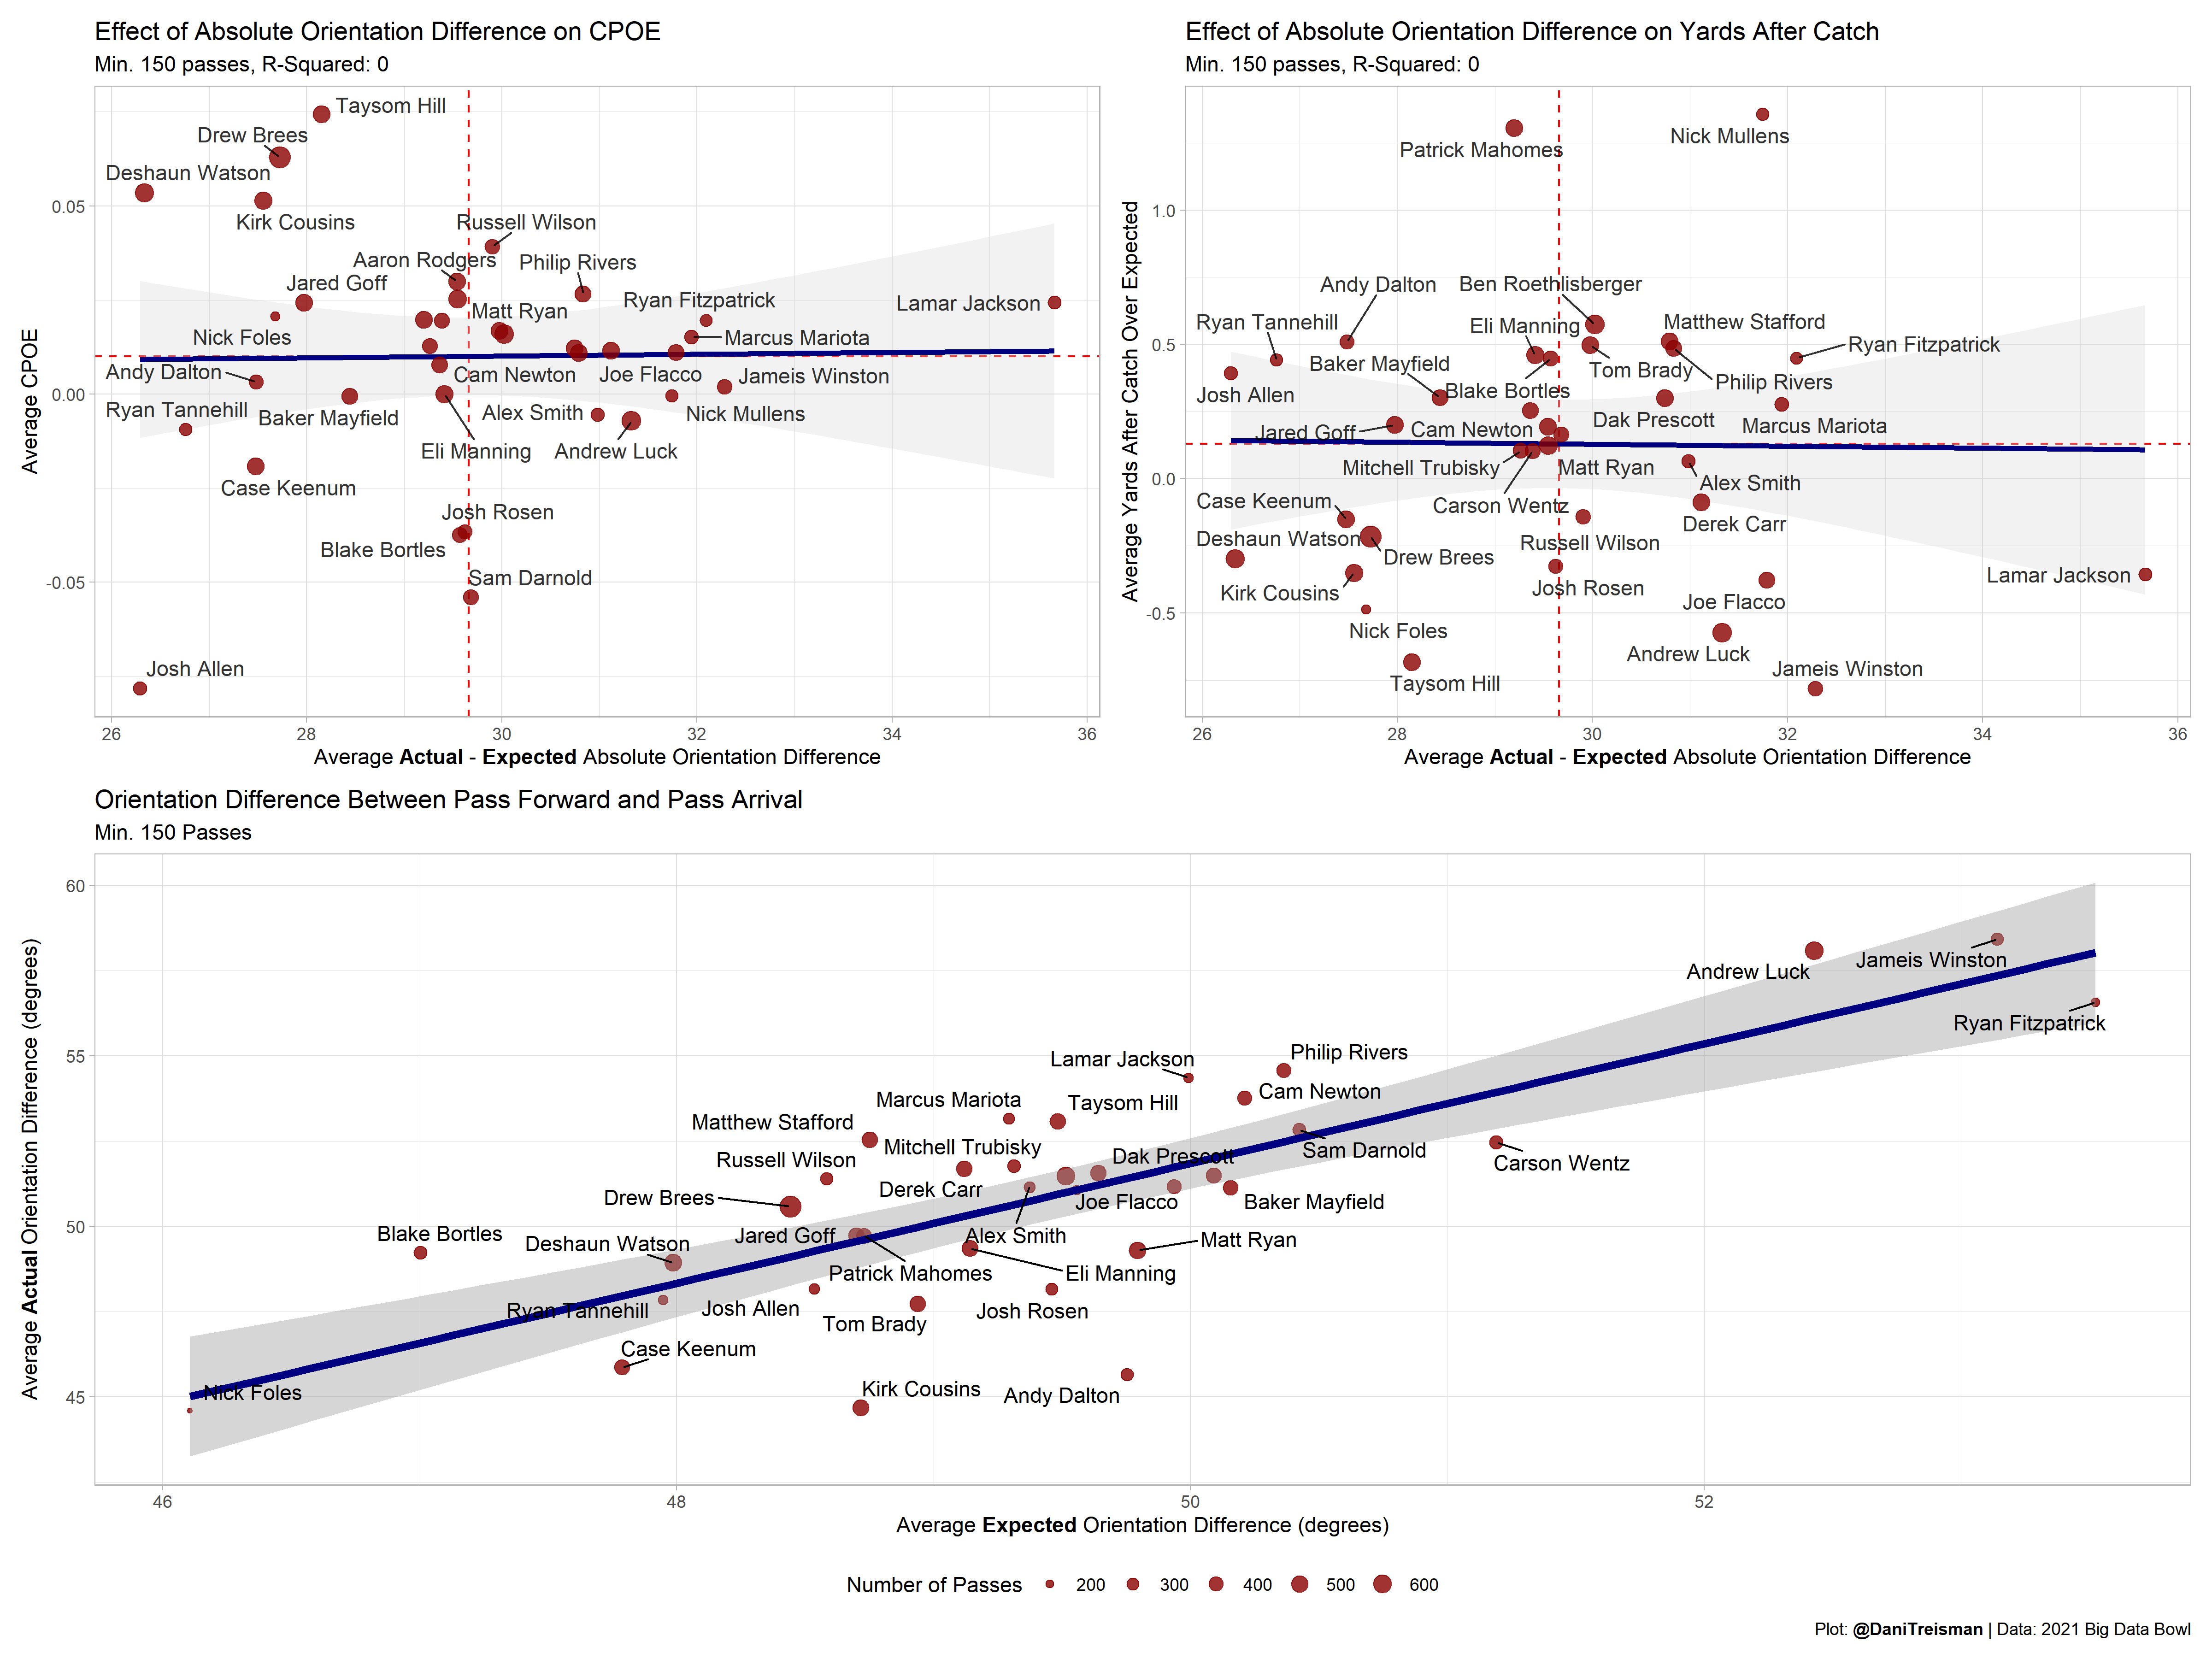 Effect of Absolute Orientation Difference on CPOE
Min. 150 passes, R-Squared: 0
Average CPOE
0.05
0.00
-0.05
Taysom Hill
Drew Brees
Deshaun Watson
Kirk Cousins
Russell Wilson
Aaron Rodgers
Philip Rivers
Jared Goff
Ryan Fitzpatrick
Lamar Jackson
Matt Ryan
Nick Foles
Marcus Mariota
Andy Dalton
Cam Newton
Joe Flacco
Jameis Winston
Ryan Tannehill
Baker Mayfield
Alex Smith
Nick Mullens
Eli Manning
Andrew Luck
Case Keenum
Josh Rosen
Blake Bortles
Sam Darnold
Josh Allen
26
28
30
32
34
36
Average Actual - Expected Absolute Orientation Difference
Effect of Absolute Orientation Difference on Yards After Catch
Min. 150 passes, R-Squared: 0
Average Yards After Catch Over Expected
1.0
0.5
0.0
-0.5
Patrick Mahomes
Nick Mullens
Andy Dalton
Ben Roethlisberger
Ryan Tannehill
Eli Manning
Matthew Stafford
Ryan Fitzpatrick
Baker Mayfield
Tom Brady
Philip Rivers
Josh Allen
Blake Bortles
Dak Prescott
Marcus Mariota
Jared Goff
Cam Newton
Mitchell Trubisky
Matt Ryan
Alex Smith
Case Keenum
Carson Wentz
Derek Carr
Deshaun Watson
Drew Brees
Russell Wilson
Kirk Cousins
Josh Rosen
Lamar Jackson
Joe Flacco
Nick Foles
Andrew Luck
Jameis Winston
Taysom Hill
26
28
30
32
34
36
Average Actual - Expected Absolute Orientation Difference
Orientation Difference Between Pass Forward and Pass Arrival
Min. 150 Passes
Average Actual Orientation Difference (degrees)
60
55
50
45
Andrew Luck
Jameis Winston
Ryan Fitzpatrick
Lamar Jackson
Philip Rivers
Cam Newton
Marcus Mariota
Taysom Hill
Matthew Stafford
Mitchell Trubisky
Dak Prescott
Sam Darnold
Russell Wilson
Carson Wentz
Derek Carr
Drew Brees
Joe Flacco
Baker Mayfield
Blake Bortles
Deshaun Watson
Jared Goff
Alex Smith
Matt Ryan
Patrick Mahomes
Eli Manning
Ryan Tannehill
Josh Allen
Tom Brady
Josh Rosen
Case Keenum
Nick Foles
Kirk Cousins
Andy Dalton
46
48
50
52
Average Expected Orientation Difference (degrees)
Number of Passes
200
300
400
500
600
Plot: @DaniTreisman | Data: 2021 Big Data Bowl